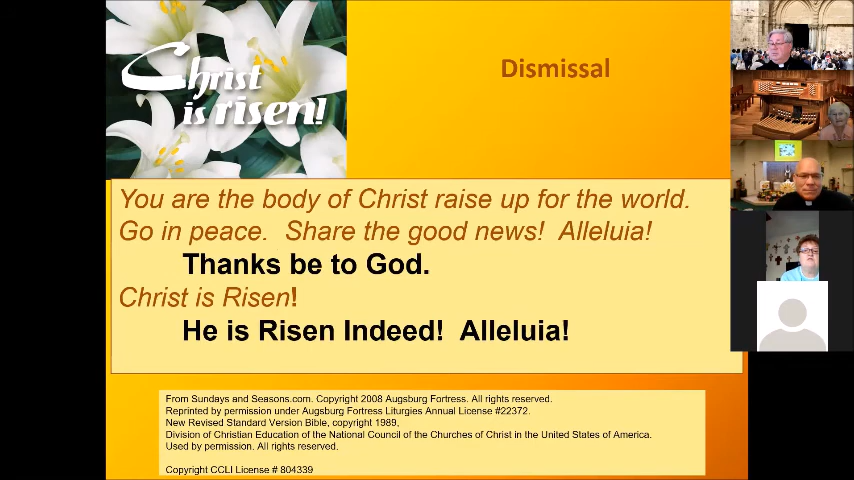 Christ
is risen!
Dismissal
You are the body of Christ raise up for the world.
Go in peace.  Share the good news!  Alleluia!
Thanks be to God.
Christ is Risen!
He is Risen Indeed!  Alleluia!
From Sundays and Seasons.com. Copyright 2008 Augsburg Fortress. All rights reserved.
Reprinted by permission under Augsburg Fortress Liturgies Annual License #22372.
New Revised Standard Version Bible, copyright 1989,
Division of Christian Education of the National Council of the Churches of Christ in the United States of America.
Used by permission. All rights reserved.
Copyright CCLI License # 804339